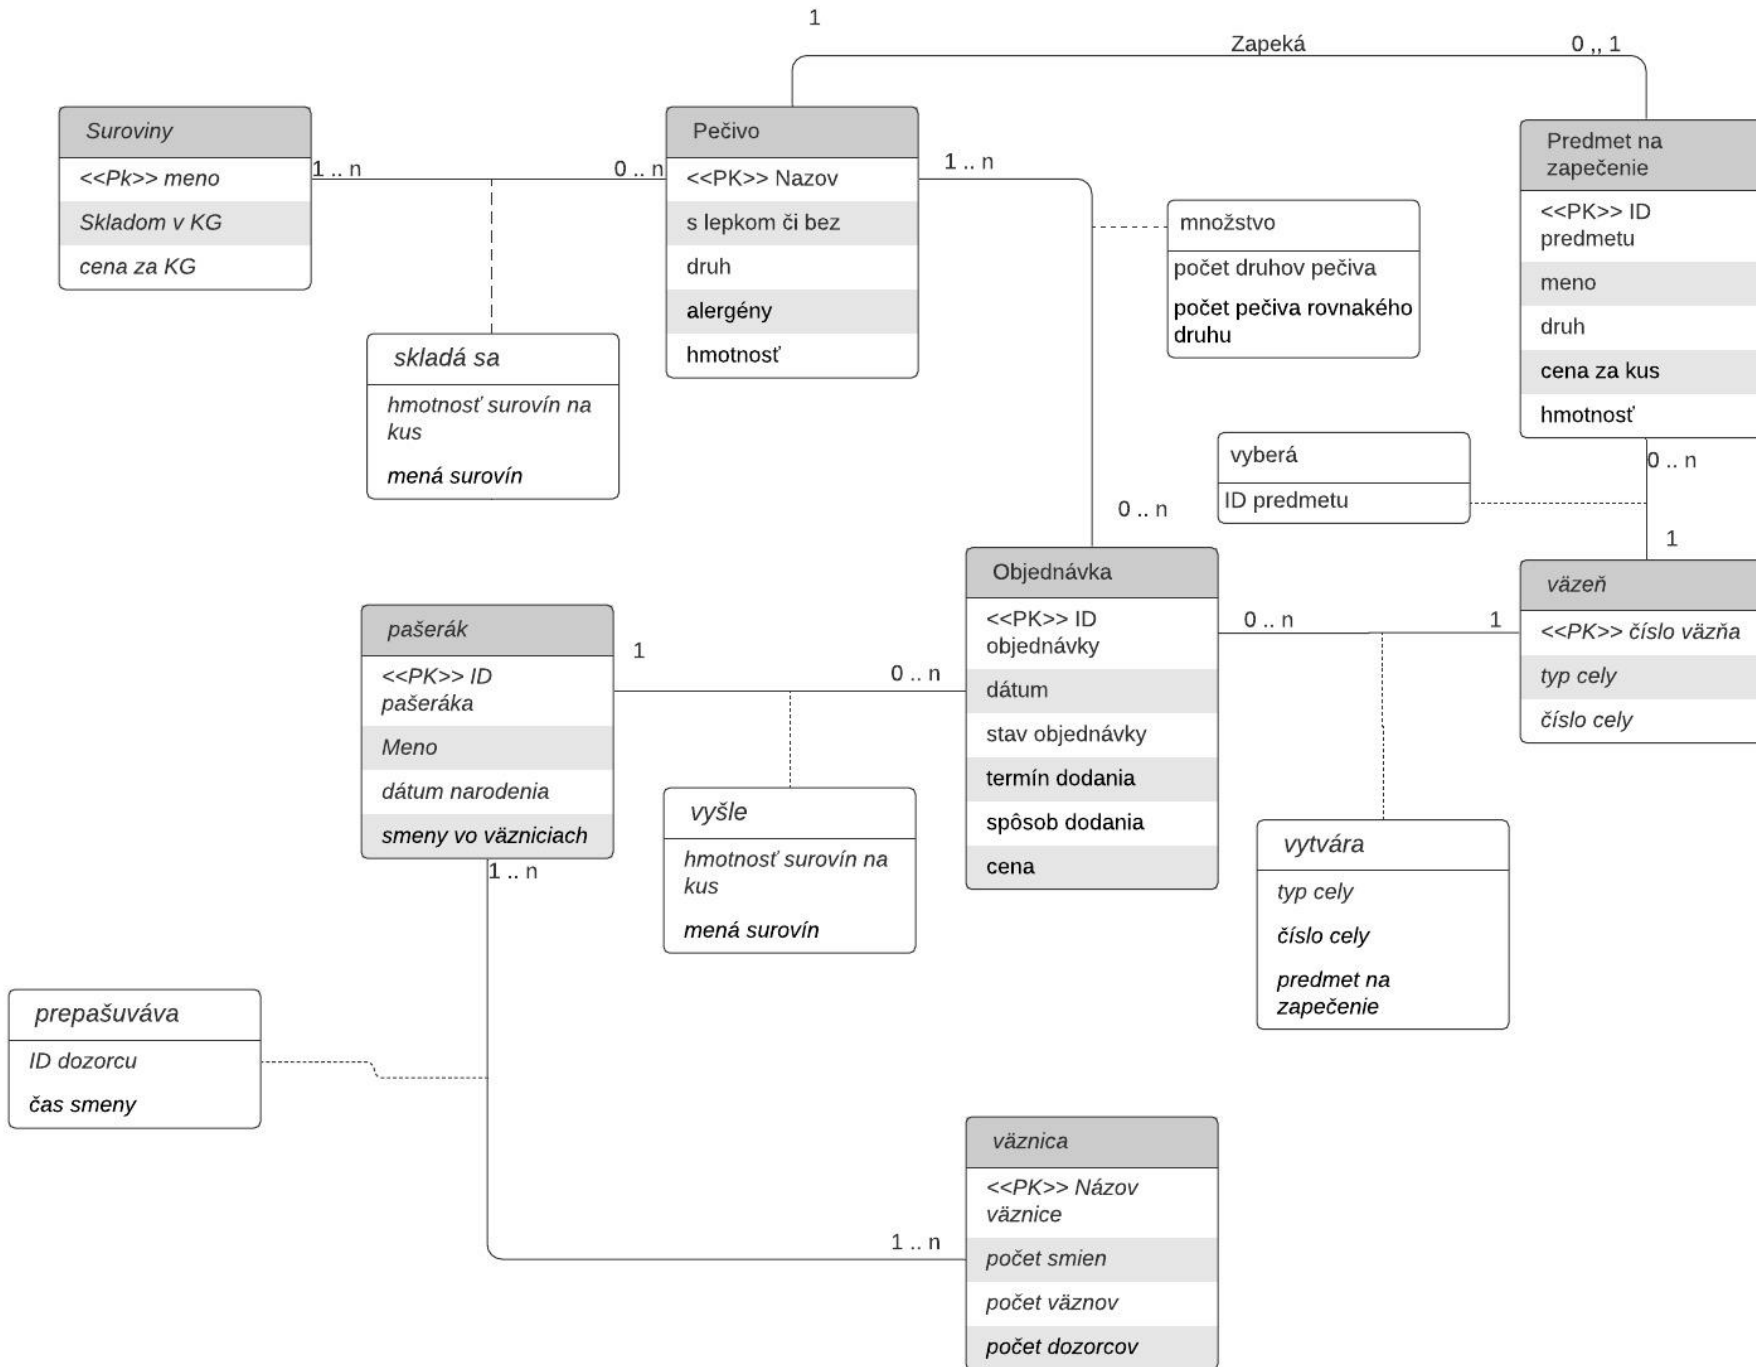 1
Zapeká
0 ,, 1
Suroviny
<<Pk>> meno
Skladom v KG
cena za KG
1 .. n
0 .. n
Pečivo
<<PK>> Nazov
s lepkom či bez
druh
alergény
hmotnosť
1 .. n
množstvo
počet druhov pečiva
počet pečiva rovnakého
druhu
Predmet na
zapečenie
<<PK>> ID
predmetu
meno
druh
cena za kus
hmotnosť
skladá sa
hmotnosť surovín na
kus
mená surovín
vyberá
ID predmetu
0 .. n
1
0 .. n
Objednávka
<<PK>> ID
objednávky
dátum
stav objednávky
termín dodania
spôsob dodania
cena
0 .. n
1
väzeň
<<PK>> číslo väzňa
typ cely
číslo cely
pašerák
<<PK>> ID
pašeráka
Meno
dátum narodenia
smeny vo väzniciach
1
0 .. n
1 .. n
vyšle
hmotnosť surovín na
kus
mená surovín
vytvára
typ cely
číslo cely
predmet na
zapečenie
prepašuváva
ID dozorcu
čas smeny
1 .. n
väznica
<<PK>> Názov
väznice
počet smien
počet väznov
počet dozorcov